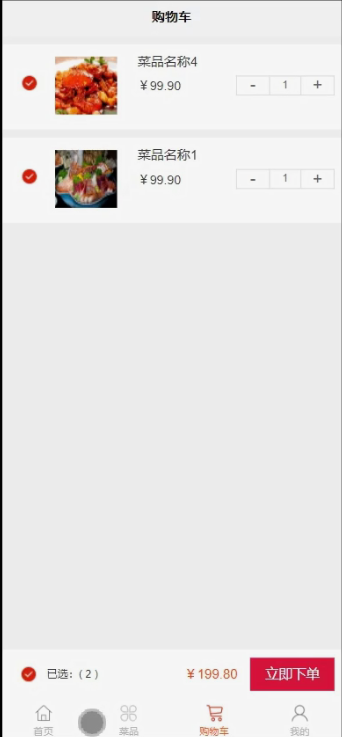 购物车
菜品名称4
￥99.90
- 1 +
菜品名称1
￥99.90
- 1 +
已选:（2） ￥199.80 立即下单
首页 菜品 购物车 我的